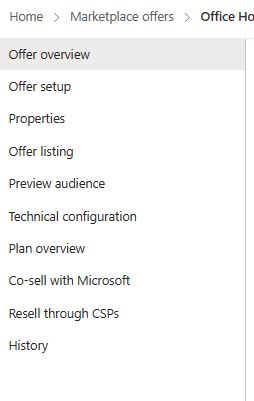 Home > Marketplace offers > Office Ho
Offer overview
Offer setup
Properties
Offer listing
Preview audience
Technical configuration
Plan overview
Co-sell with Microsoft
Resell through CSPs
History